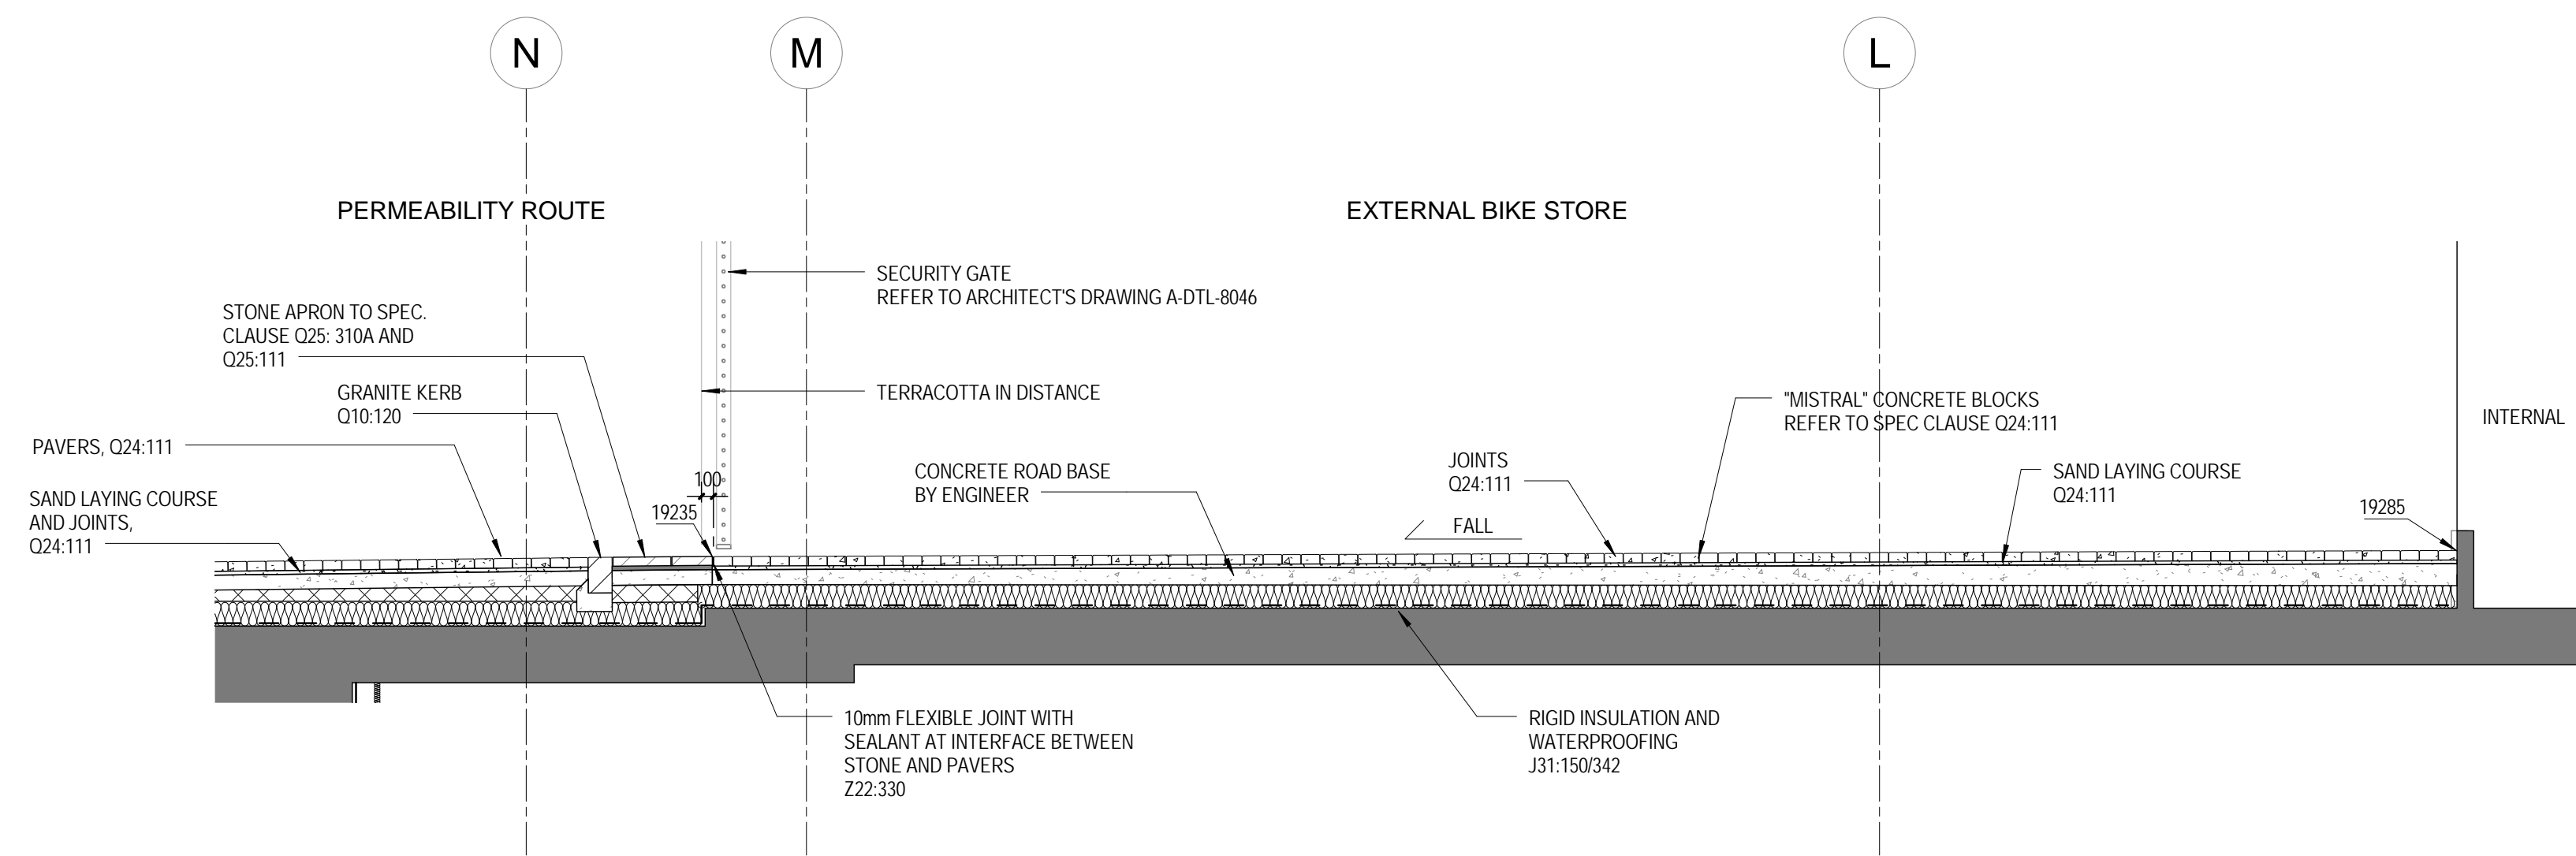 N
M
L
PERMEABILITY ROUTE
EXTERNAL BIKE STORE
SECURITY GATE
REFER TO ARCHITECT'S DRAWING A-DTL-8046
STONE APRON TO SPEC.
CLAUSE Q25: 310A AND
Q25:111
GRANITE KERB
Q10:120
TERRACOTTA IN DISTANCE
"MISTRAL" CONCRETE BLOCKS
REFER TO SPEC CLAUSE Q24:111
INTERNAL
PAVERS, Q24:111
SAND LAYING COURSE
AND JOINTS,
Q24:111
100
19235
CONCRETE ROAD BASE
BY ENGINEER
JOINTS
Q24:111
FALL
SAND LAYING COURSE
Q24:111
19285
10mm FLEXIBLE JOINT WITH
SEALANT AT INTERFACE BETWEEN
STONE AND PAVERS
Z22:330
RIGID INSULATION AND
WATERPROOFING
J31:150/342